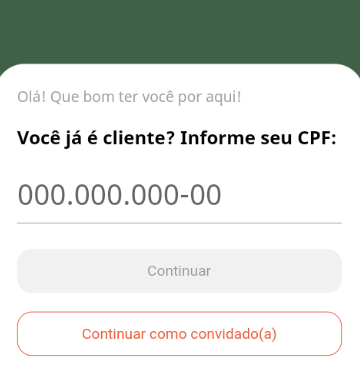 Olá! Que bom ter você por aqui!
Você já é cliente? Informe seu CPF:
000.000.000-00
Continuar
Continuar como convidado(a)